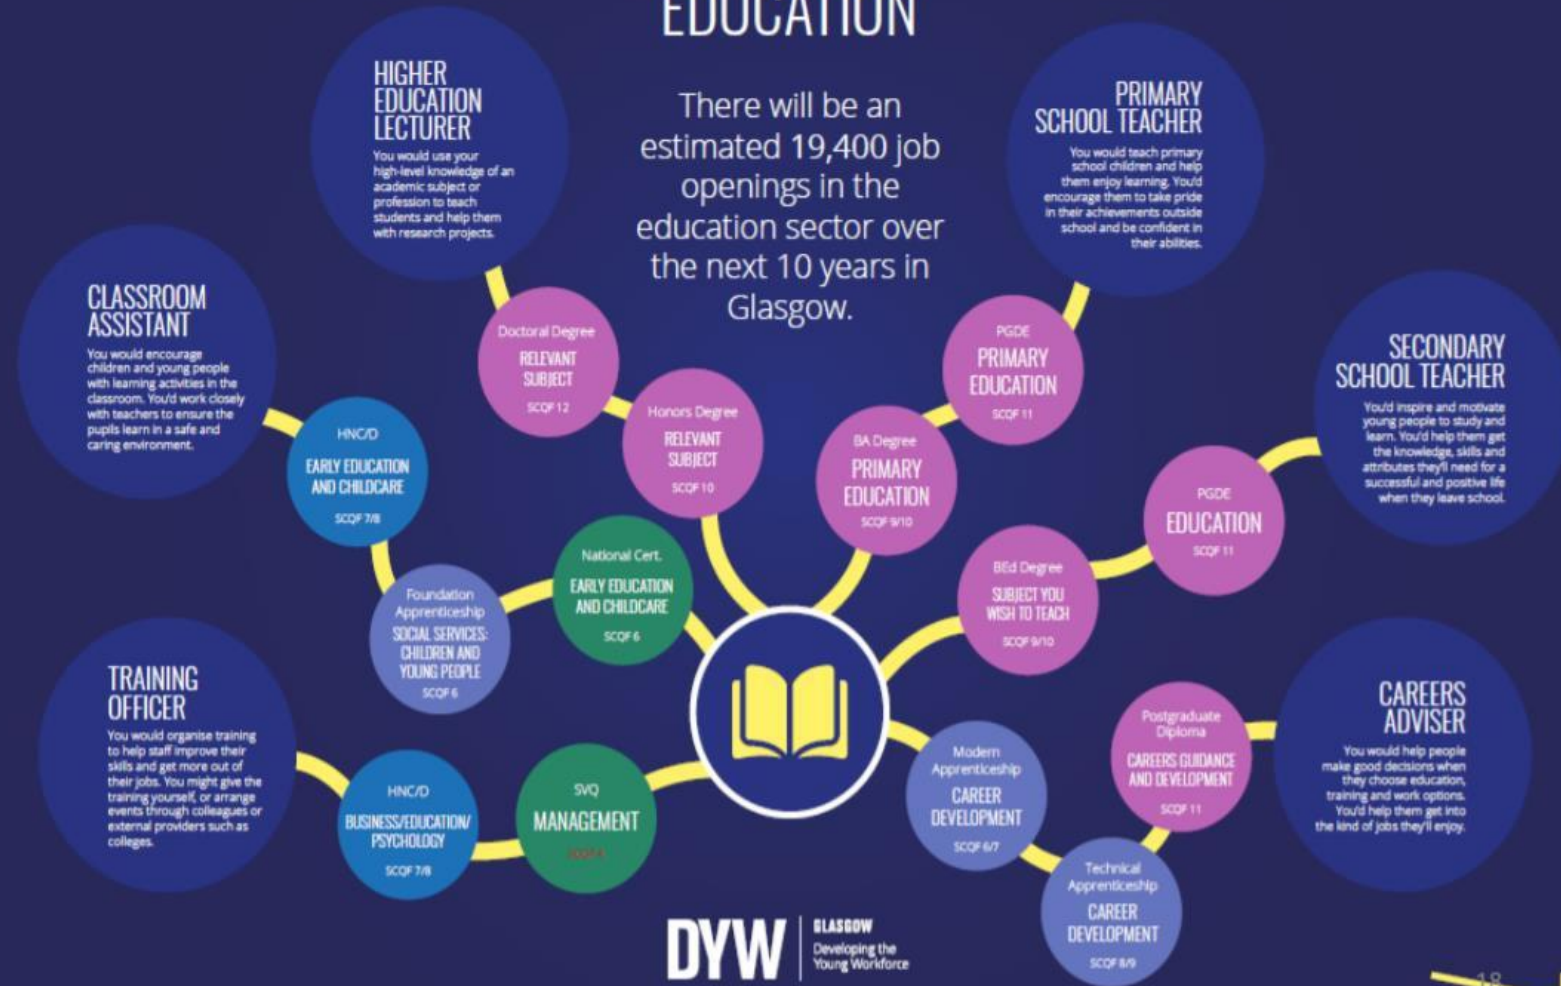 EDUCATION
There will be an
estimated 19,400 job
openings in the
education sector over
the next 10 years in
Glasgow.
HIGHER
EDUCATION
LECTURER
You would use your
high-level knowledge of an
academic subject or
profession to teach
students and help them
with research projects.
Doctoral Degree
RELEVANT
SUBJECT
SCQF 12
Honors Degree
RELEVANT
SUBJECT
SCQF 10
PRIMARY
SCHOOL TEACHER
You would teach primary
school children and help
them enjoy learning. You'd
encourage them to take pride
in their achievements outside
school and be confident in
their abilities.
PGDE
PRIMARY
EDUCATION
SCQF 11
BA Degree
PRIMARY
EDUCATION
SCQF 9/10
CLASSROOM
ASSISTANT
You would encourage
children and young people
with learning activities in the
classroom. You'd work closely
with teachers to ensure the
pupils learn in a safe and
caring environment.
HNC/D
EARLY EDUCATION
AND CHILDCARE
SCQF 7/8
Foundation
Apprenticeship
SOCIAL SERVICES:
CHILDREN AND
YOUNG PEOPLE
SCQF 6
National Cert.
EARLY EDUCATION
AND CHILDCARE
SCQF 6
SECONDARY
SCHOOL TEACHER
You'd inspire and motivate
young people to study and
learn. You'd help them get
the knowledge, skills and
attributes they'll need for a
successful and positive life
when they leave school.
PGDE
EDUCATION
SCQF 11
BEd Degree
SUBJECT YOU
WISH TO TEACH
SCQF 9/10
TRAINING
OFFICER
You would organise training
to help staff improve their
skills and get more out of
their jobs. You might give the
training yourself, or arrange
events through colleagues or
external providers such as
colleges.
HNC/D
BUSINESS/EDUCATION/
PSYCHOLOGY
SCQF 7/8
SVQ
MANAGEMENT
CAREERS
ADVISER
You would help people
make good decisions when
they choose education,
training and work options.
You'd help them get into
the kind of jobs they'll enjoy.
Postgraduate
Diploma
CAREERS GUIDANCE
AND DEVELOPMENT
SCQF 11
Modern
Apprenticeship
CAREER
DEVELOPMENT
SCQF 6/7
Technical
Apprenticeship
CAREER
DEVELOPMENT
SCQF 8/9
DYW
GLASGOW
Developing the
Young Workforce
18